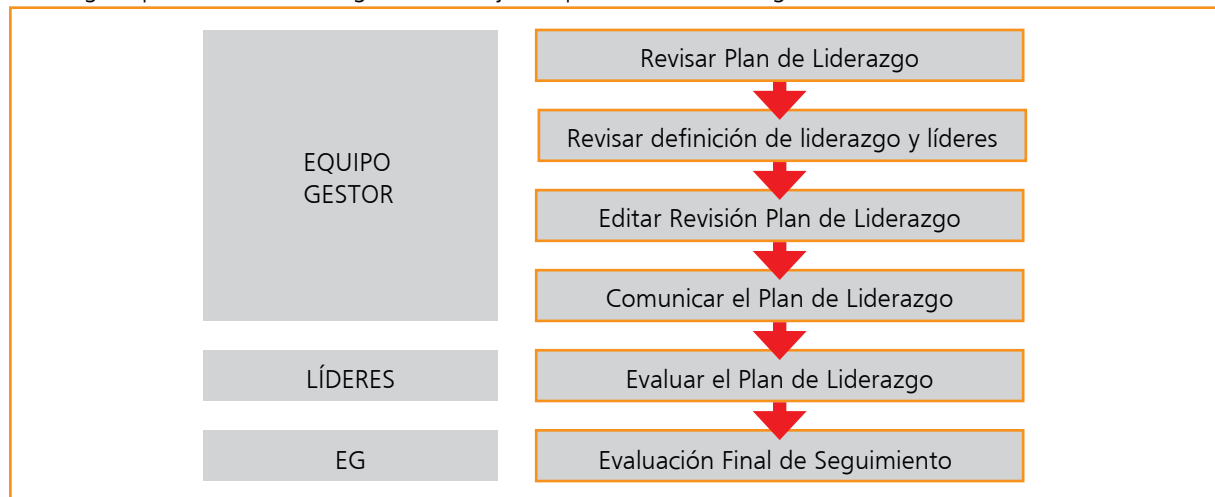 Revisar Plan de Liderazgo
Revisar definición de liderazgo y líderes
EQUIPO
GESTOR
Editar Revisión Plan de Liderazgo
Comunicar el Plan de Liderazgo
LÍDERES
Evaluar el Plan de Liderazgo
EG
Evaluación Final de Seguimiento